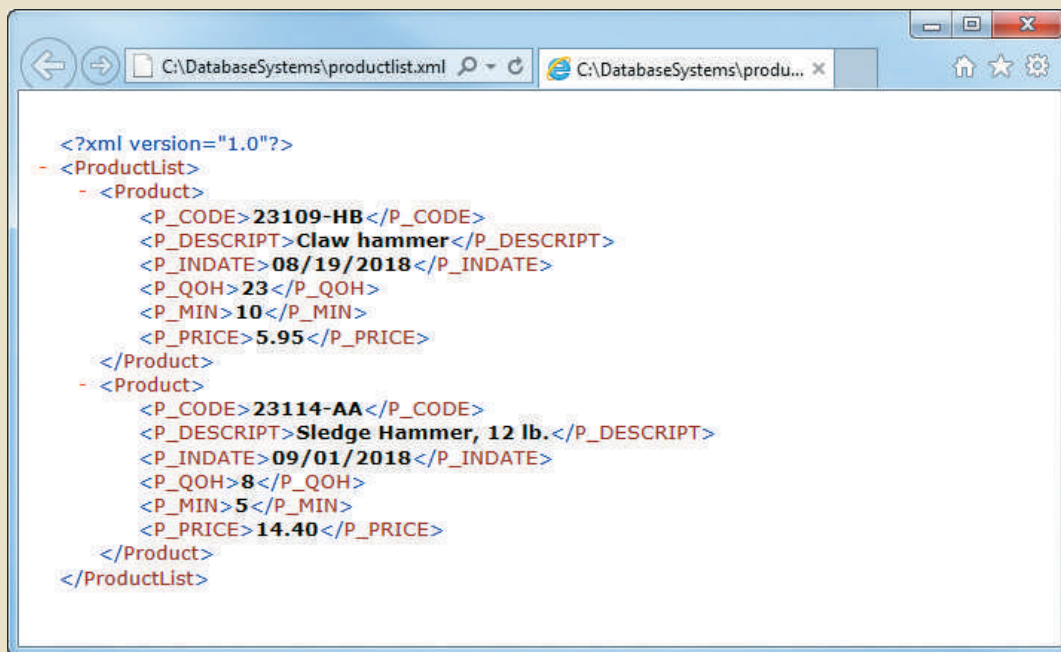 C:\DatabaseSystems\productlist.xml
C:\DatabaseSystems\produ...
<?xml version="1.0"?>
- <ProductList>
- <Product>
<P_CODE>23109-HB</P_CODE>
<P_DESCRIPT>Claw hammer</P_DESCRIPT>
<P_INDATE>08/19/2018</P_INDATE>
<P_QOH>23</P_QOH>
<P_MIN>10</P_MIN>
<P_PRICE>5.95</P_PRICE>
</Product>
- <Product>
<P_CODE>23114-AA</P_CODE>
<P_DESCRIPT>Sledge Hammer, 12 lb.</P_DESCRIPT>
<P_INDATE>09/01/2018</P_INDATE>
<P_QOH>8</P_QOH>
<P_MIN>5</P_MIN>
<P_PRICE>14.40</P_PRICE>
</Product>
</ProductList>